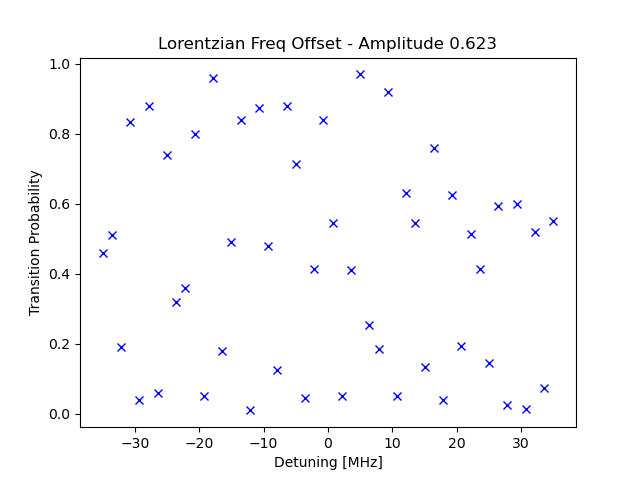 Lorentzian Freq Offset - Amplitude 0.623
1.0
0.8
0.6
0.4
0.2
0.0
Transition Probability
−30 −20 −10 0 10 20 30
Detuning [MHz]